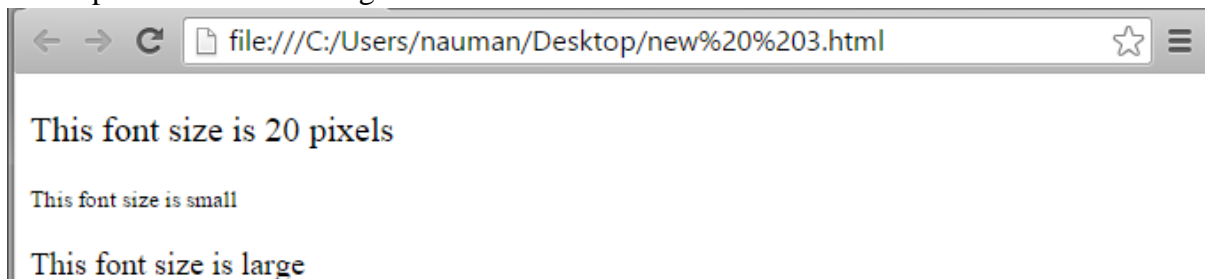 file:///C:/Users/nauman/Desktop/new%20%203.html
This font size is 20 pixels
This font size is small
This font size is large